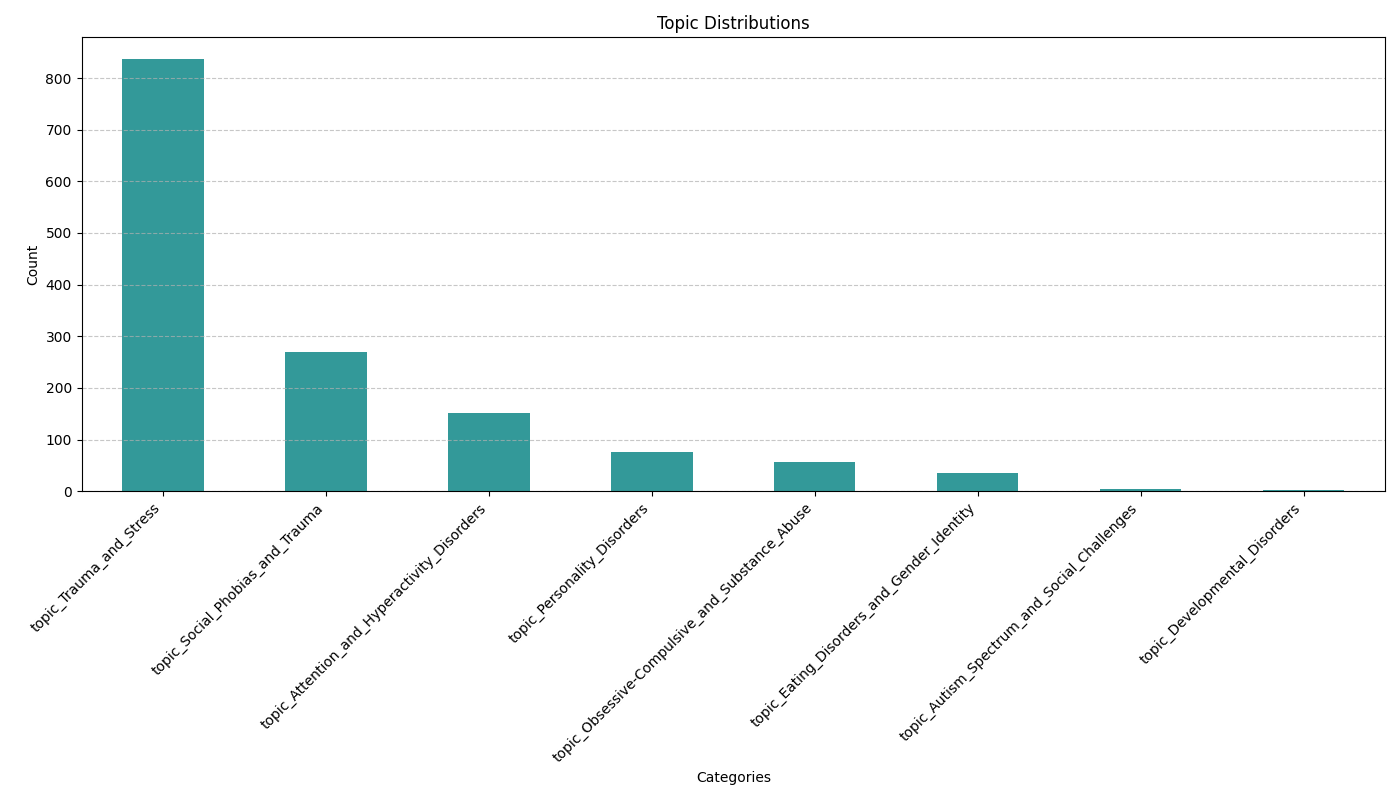 Topic Distributions
Count
800
700
600
500
400
300
200
100
0
topic_Trauma_and_Stress
topic_Social_Phobias_and_Trauma
topic_Attention_and_Hyperactivity_Disorders
topic_Personality_Disorders
topic_Obsessive-Compulsive_and_Substance_Abuse
topic_Eating_Disorders_and_Gender_Identity
topic_Autism_Spectrum_and_Social_Challenges
topic_Developmental_Disorders
Categories